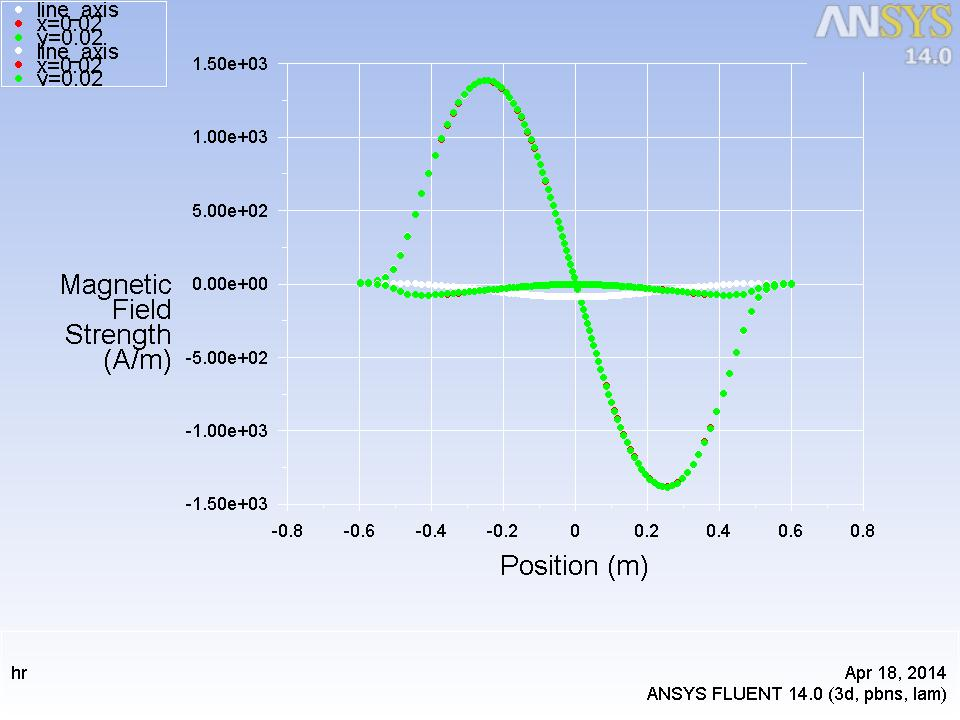 line_axis
x=0.02
y=0.02
line_axis
x=0.02
y=0.02
ANSYS
14.0
1.50e+03
1.00e+03
5.00e+02
0.00e+00
-5.00e+02
-1.00e+03
-1.50e+03
Magnetic
Field
Strength
(A/m)
-0.8 -0.6 -0.4 -0.2 0 0.2 0.4 0.6 0.8
Position (m)
hr
Apr 18, 2014
ANSYS FLUENT 14.0 (3d, pbns, lam)